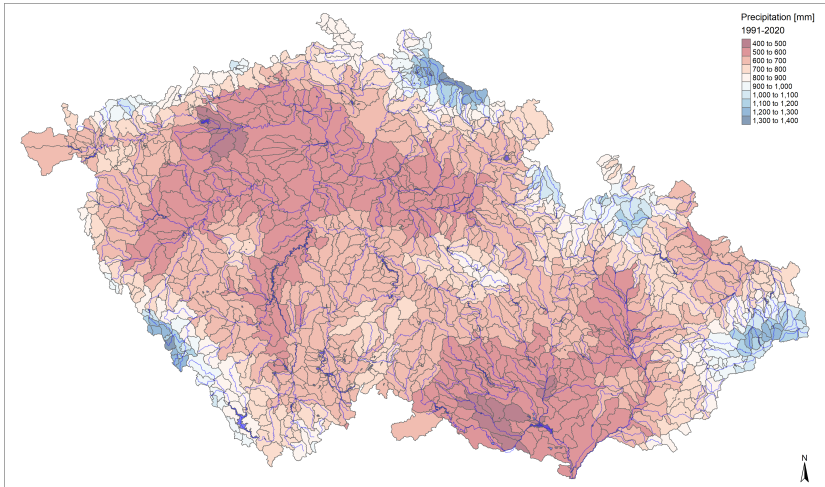 Precipitation [mm]
1991-2020
400 to 500
500 to 600
600 to 700
700 to 800
800 to 900
900 to 1,000
1,000 to 1,100
1,100 to 1,200
1,200 to 1,300
1,300 to 1,400
N